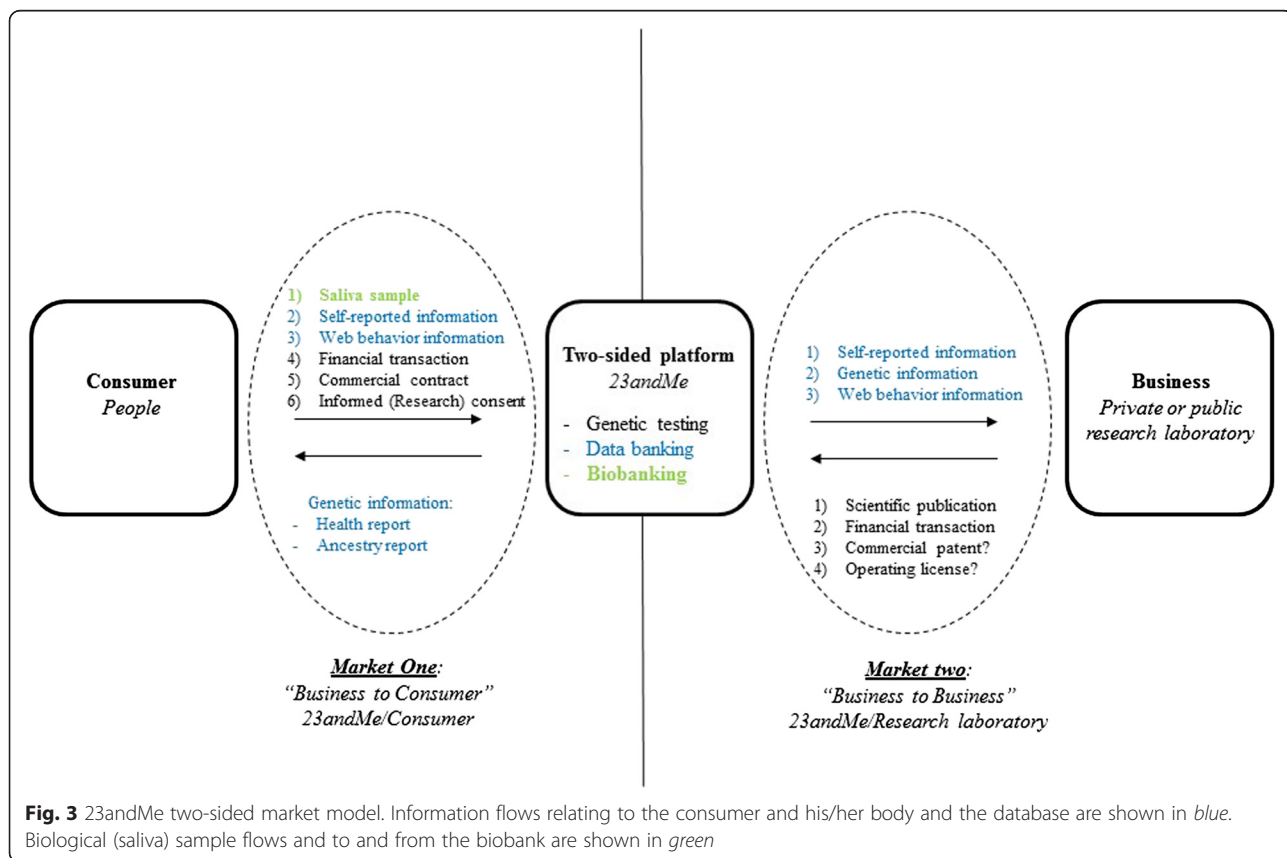 Consumer
People
1) Saliva sample
2) Self-reported information
3) Web behavior information
4) Financial transaction
5) Commercial contract
6) Informed (Research) consent
Genetic information:
- Health report
- Ancestry report
Two-sided platform
23andMe
- Genetic testing
- Data banking
- Biobanking
1) Self-reported information
2) Genetic information
3) Web behavior information
1) Scientific publication
2) Financial transaction
3) Commercial patent?
4) Operating license?
Business
Private or public
research laboratory
Market One:
“Business to Consumer”
23andMe/Consumer
Market two:
“Business to Business”
23andMe/Research laboratory
Fig. 3 23andMe two-sided market model. Information flows relating to the consumer and his/her body and the database are shown in blue.
Biological (saliva) sample flows and to and from the biobank are shown in green